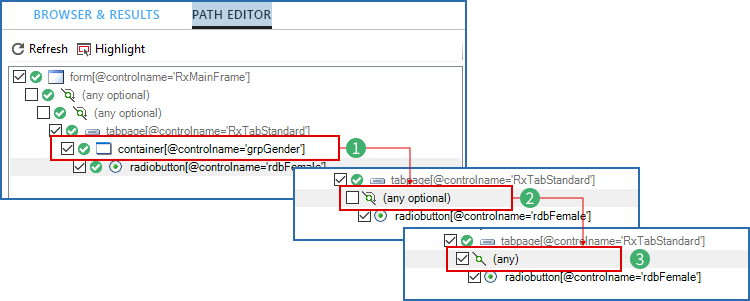 BROWSER & RESULTS PATH EDITOR
Refresh Highlight
form[@controlname='RxMainFrame']
(any optional)
(any optional)
tabpage[@controlname='RxTabStandard']
container[@controlname='grpGender'] 1
radiobutton[@controlname='rdbFemale']
tabpage[@controlname='RxTabStandard']
(any optional) 2
radiobutton[@controlname='rdbFemale']
tabpage[@controlname='RxTabStandard']
(any) 3
radiobutton[@controlname='rdbFemale']